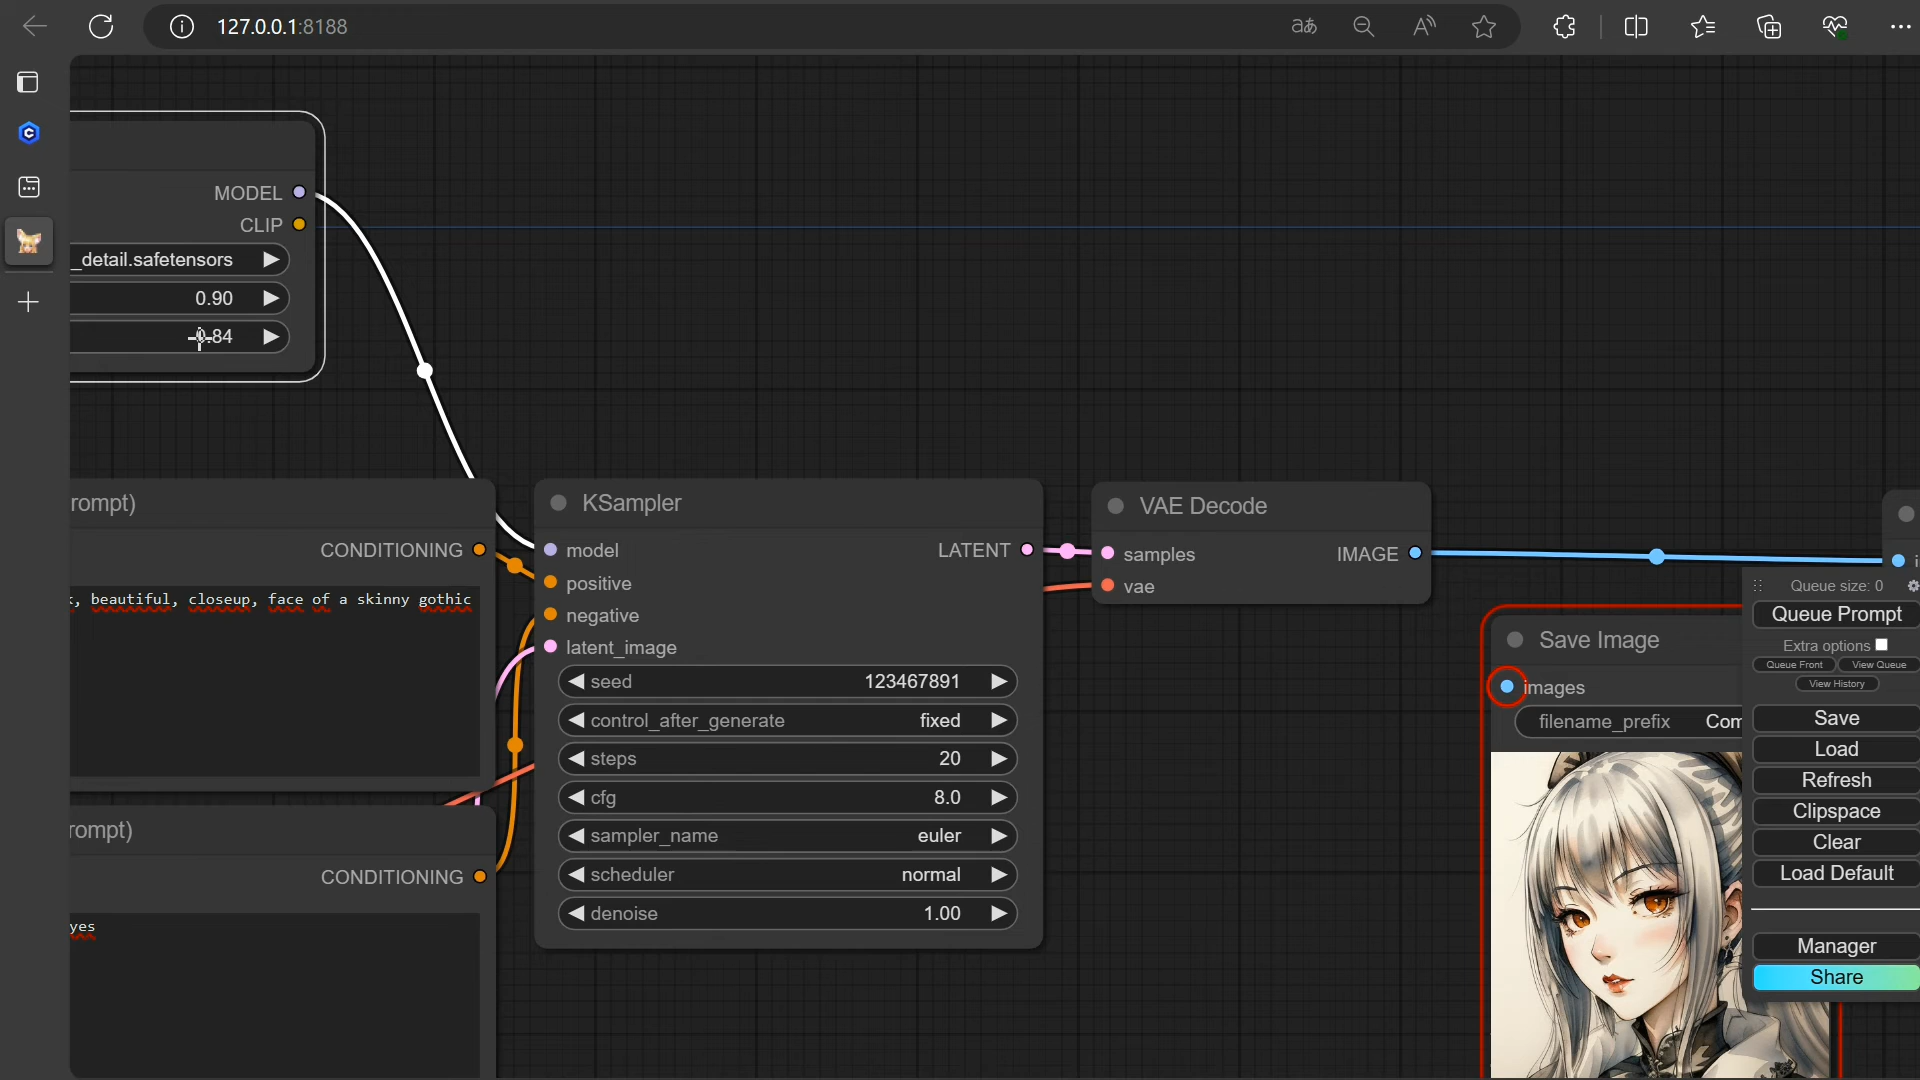 127.0.0.1:8188
MODEL
CLIP
_detail.safetensors
0.90
0.84
rompt)
CONDITIONING
, beautiful, closeup, face of a skinny gothic
rompt)
CONDITIONING
yes
KSampler
model
LATENT
positive
negative
latent_image
seed 123467891
control_after_generate fixed
steps 20
cfg 8.0
sampler_name euler
scheduler normal
denoise 1.00
VAE Decode
samples
IMAGE
vae
Save Image
images
filename_prefix Com
i
Queue size: 0
Queue Prompt
Extra options
Queue Front View Queue
View History
Save
Load
Refresh
Clipspace
Clear
Load Default
Manager
Share